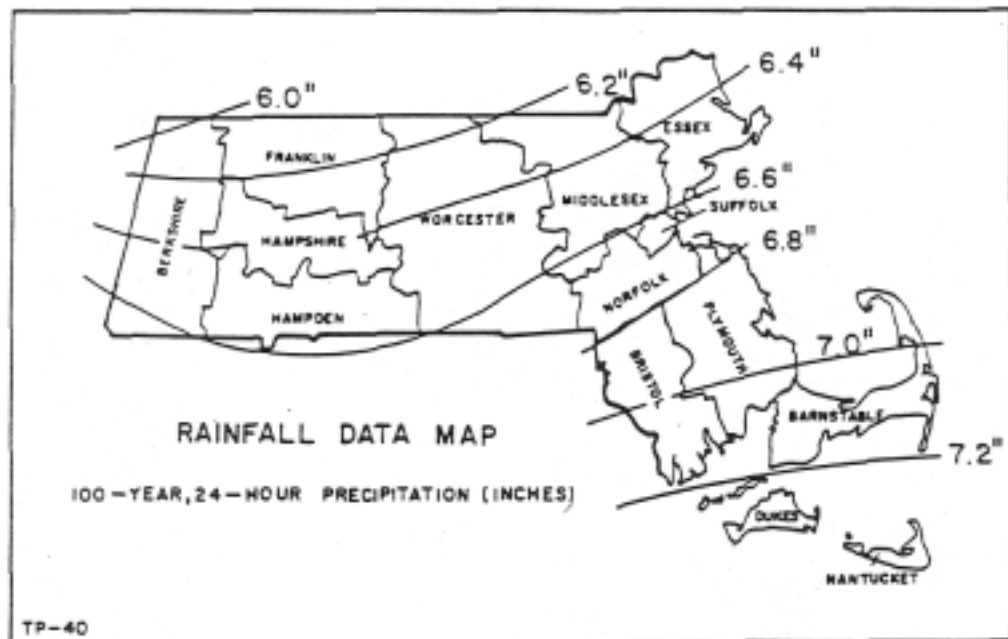 6.0"
6.2"
6.4"
ESSEX
FRANKLIN
6.6"
MIDDLESEX
SUFFOLK
WORCESTER
BERKSHIRE
HAMPSHIRE
6.8"
NORFOLK
HAMPDEN
PLYMOUTH
7.0"
BRISTOL
BARNSTABLE
RAINFALL DATA MAP
7.2"
100-YEAR, 24-HOUR PRECIPITATION (INCHES)
DUKES
NANTUCKET
TP-40